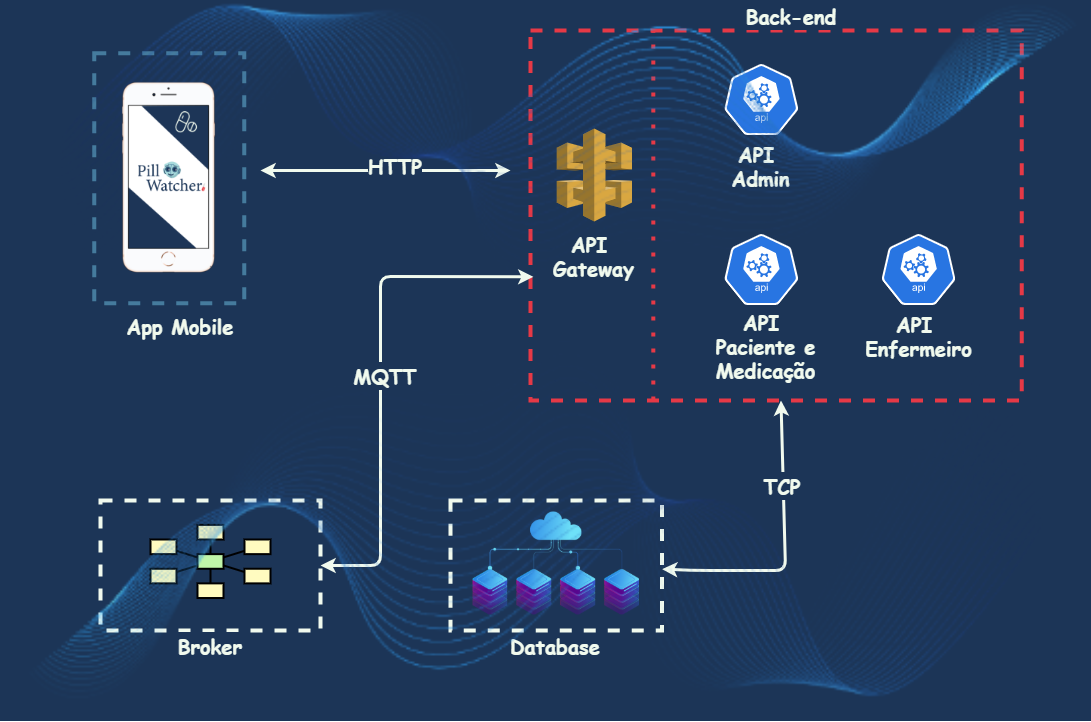 Back-end
Pill
Watcher.
App Mobile
HTTP
API
Gateway
api
API
Admin
api
API
Paciente e
Medicação
api
API
Enfermeiro
MQTT
TCP
Broker
Database